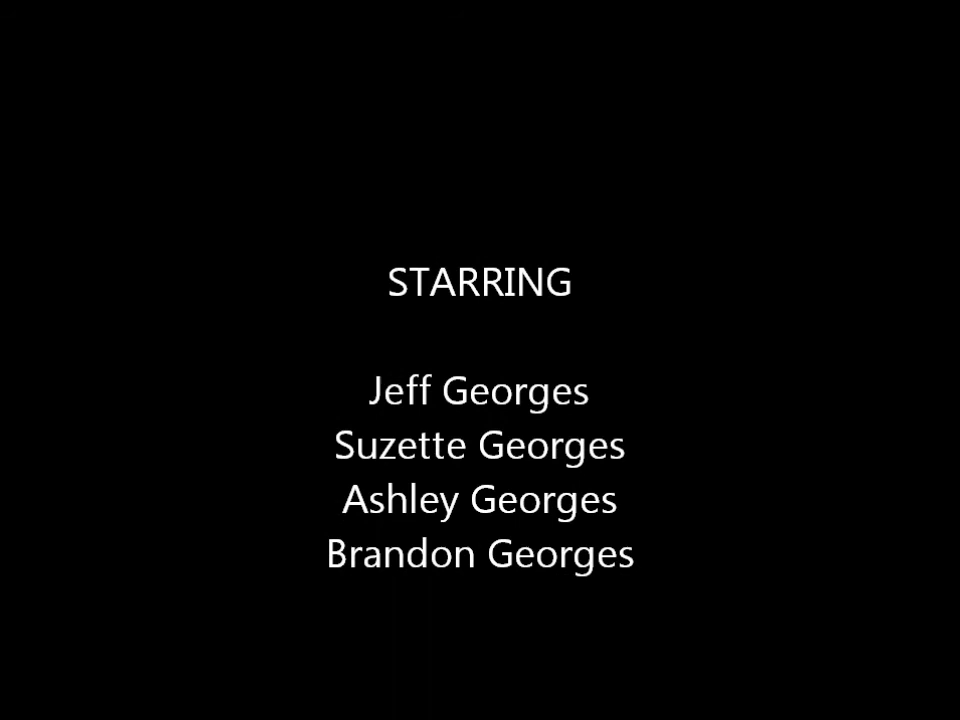 STARRING
Jeff Georges
Suzette Georges
Ashley Georges
Brandon Georges